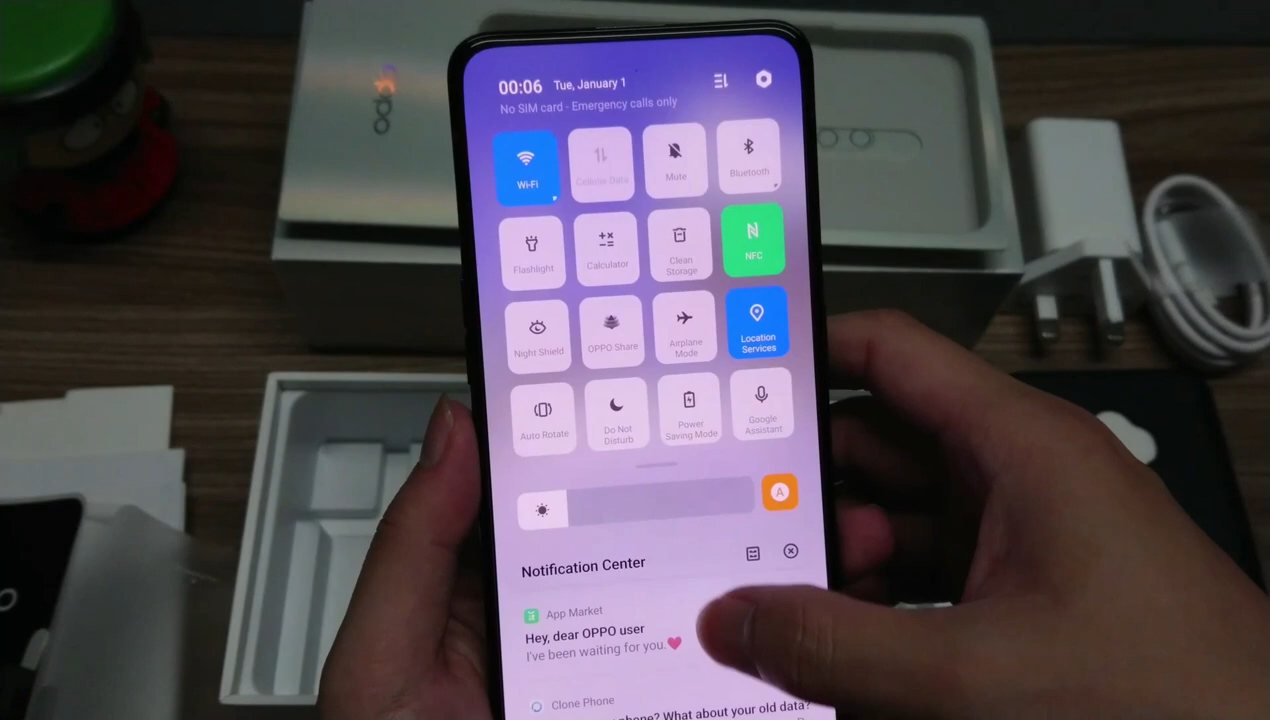 oppo
00:06 Tue, January 1
No SIM card - Emergency calls only
Wi-Fi
Cellular Data
Mute
Bluetooth
Flashlight
Calculator
Clean
Storage
NFC
Night Shield
OPPO Share
Airplane
Mode
Location
Services
Auto Rotate
Do Not
Disturb
Power
Saving Mode
Google
Assistant
A
Notification Center
App Market
Hey, dear OPPO user
I've been waiting for you.❤
Clone Phone
phone? What about your old data?